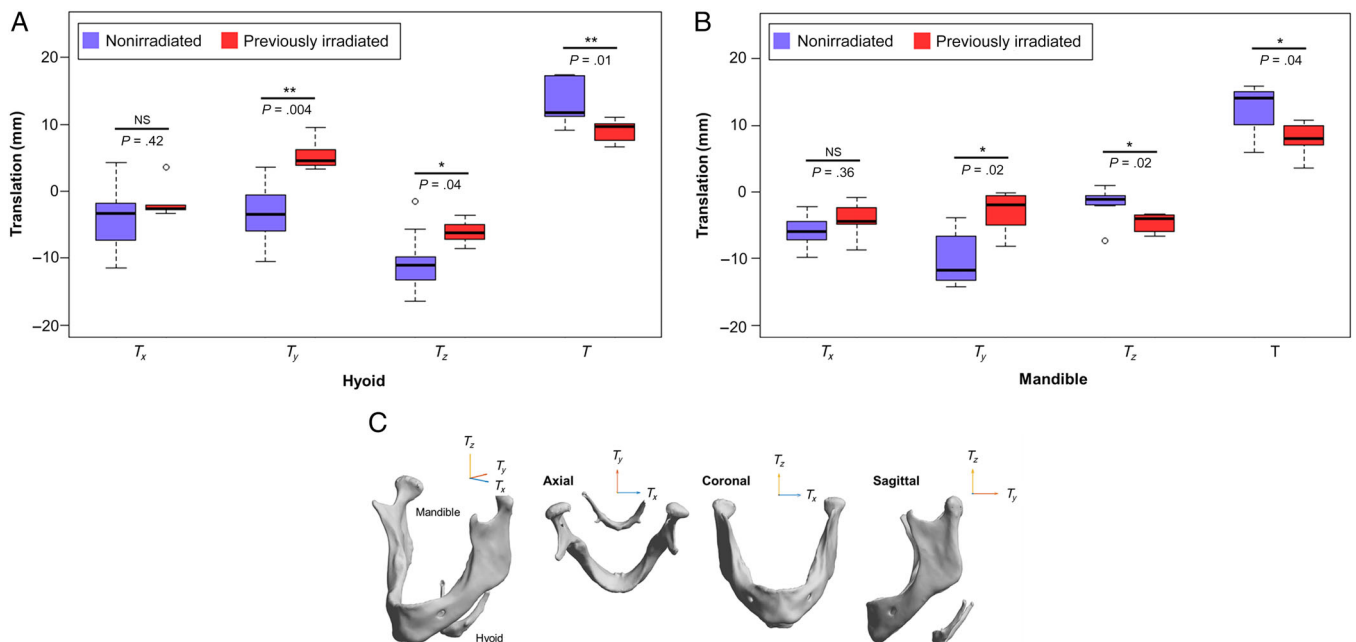 A
Nonirradiated
Previously irradiated
Translation (mm)
20
10
0
−10
−20
NS
P = .42
**
P = .004
*
P = .04
**
P = .01
Tx
Ty
Tz
T
Hyoid
B
Nonirradiated
Previously irradiated
Translation (mm)
20
10
0
−10
−20
NS
P = .36
*
P = .02
*
P = .02
*
P = .04
Tx
Ty
Tz
T
Mandible
C
Tz
Ty
Tx
Mandible
Hyoid
Axial
Ty
Tx
Coronal
Tz
Tx
Sagittal
Tz
Ty